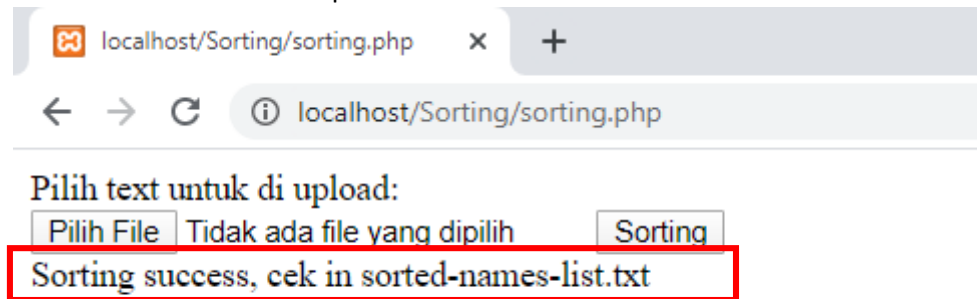 localhost/Sorting/sorting.php
localhost/Sorting/sorting.php
Pilih text untuk di upload:
Pilih File Tidak ada file yang dipilih Sorting
Sorting success, cek in sorted-names-list.txt